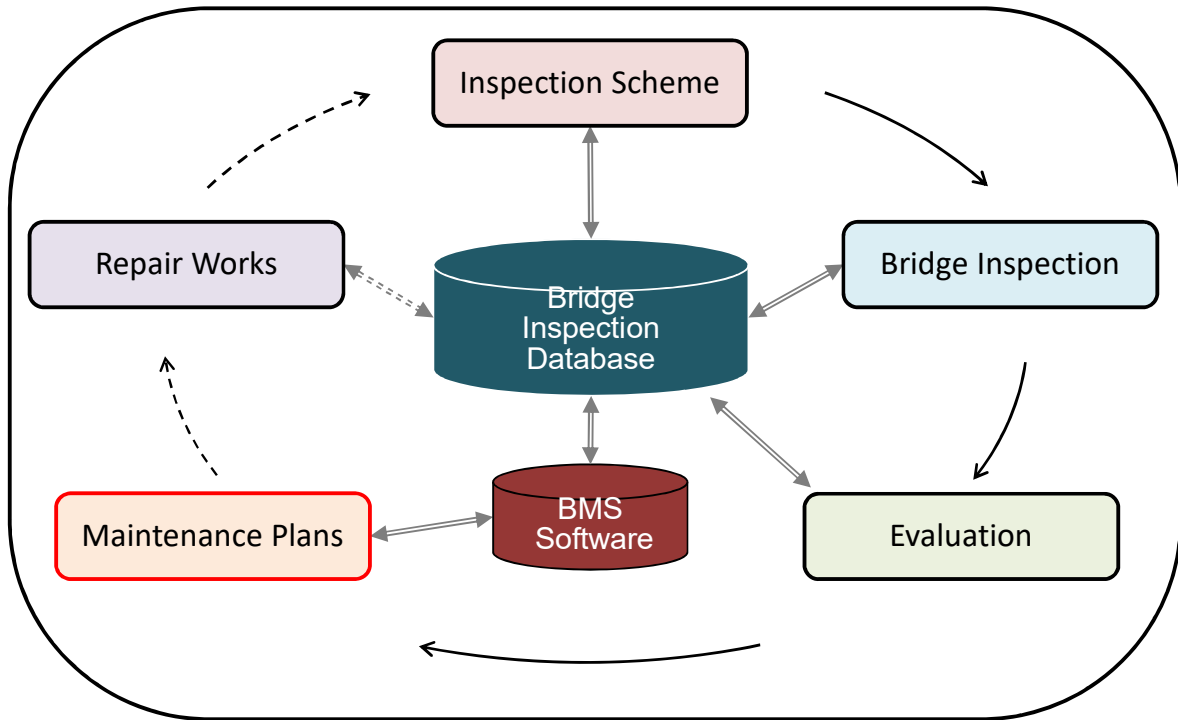 Inspection Scheme
Repair Works
Bridge Inspection
Bridge
Inspection
Database
Maintenance Plans
BMS
Software
Evaluation